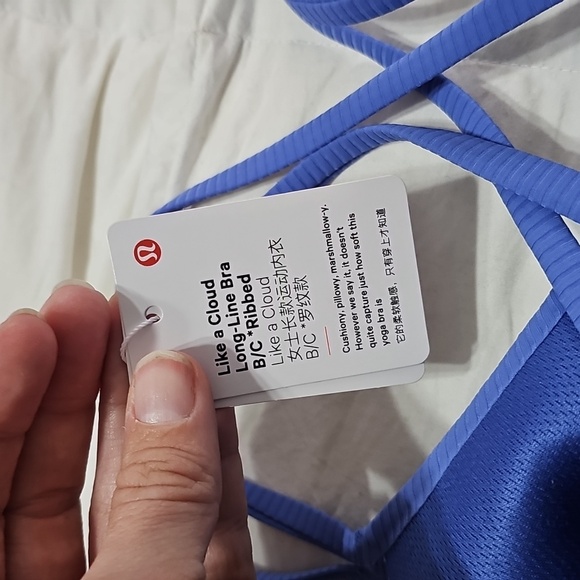 Like a Cloud
Long-Line Bra
B/C *Ribbed
Like a Cloud
女士长款运动内衣
B/C *罗纹款
Cushiony, pillowy, marshmallow-y.
However we say it, it doesn't
quite capture just how soft this
yoga bra is
它的柔软触感，只有穿上才知道